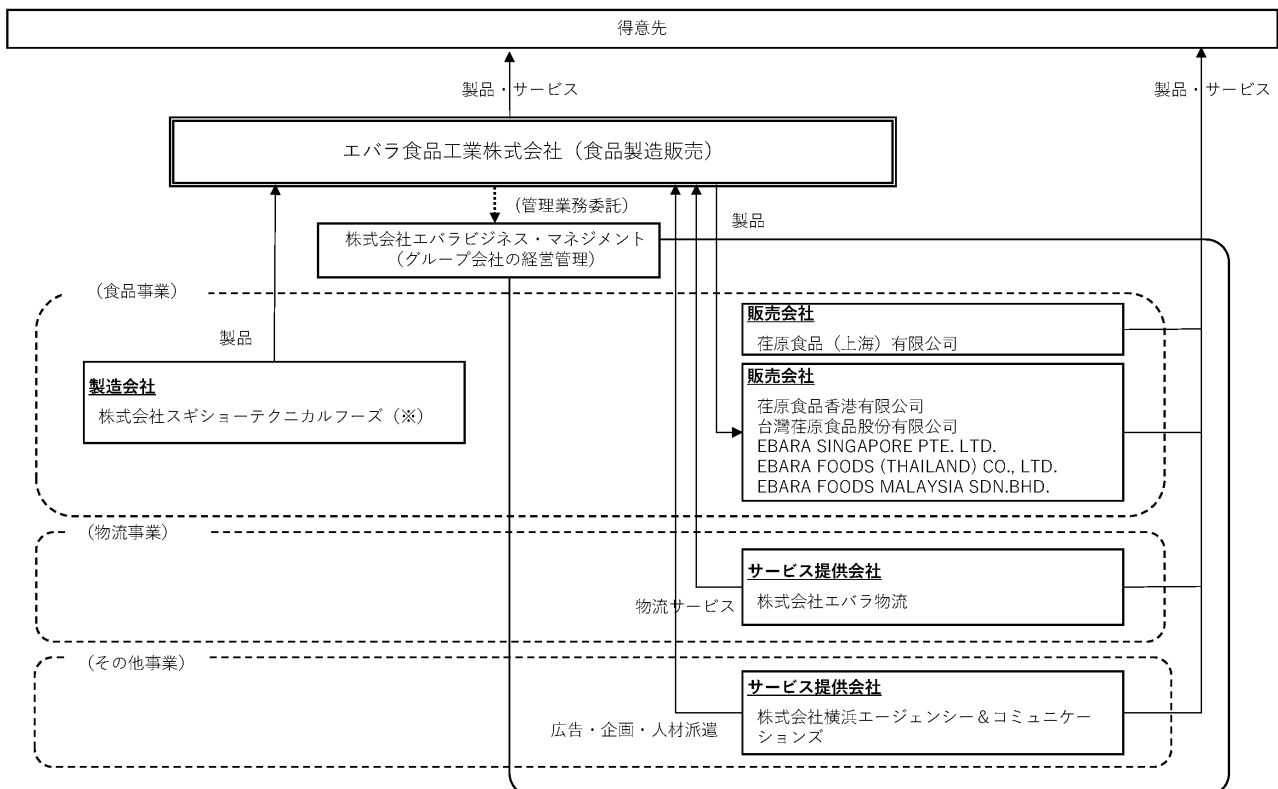 得意先
製品・サービス
製品・サービス
エバラ食品工業株式会社（食品製造販売）
（管理業務委託）
製品
株式会社エバラビジネス・マネジメント
（グループ会社の経営管理）
（食品事業）
製品
製造会社
株式会社スギショーテクニカルフーズ（※）
販売会社
荏原食品（上海）有限公司
販売会社
荏原食品香港有限公司
台灣荏原食品股份有限公司
EBARA SINGAPORE PTE. LTD.
EBARA FOODS (THAILAND) CO., LTD.
EBARA FOODS MALAYSIA SDN.BHD.
（物流事業）
サービス提供会社
株式会社エバラ物流
物流サービス
（その他事業）
サービス提供会社
株式会社横浜エージェンシー＆コミュニケー
ションズ
広告・企画・人材派遣